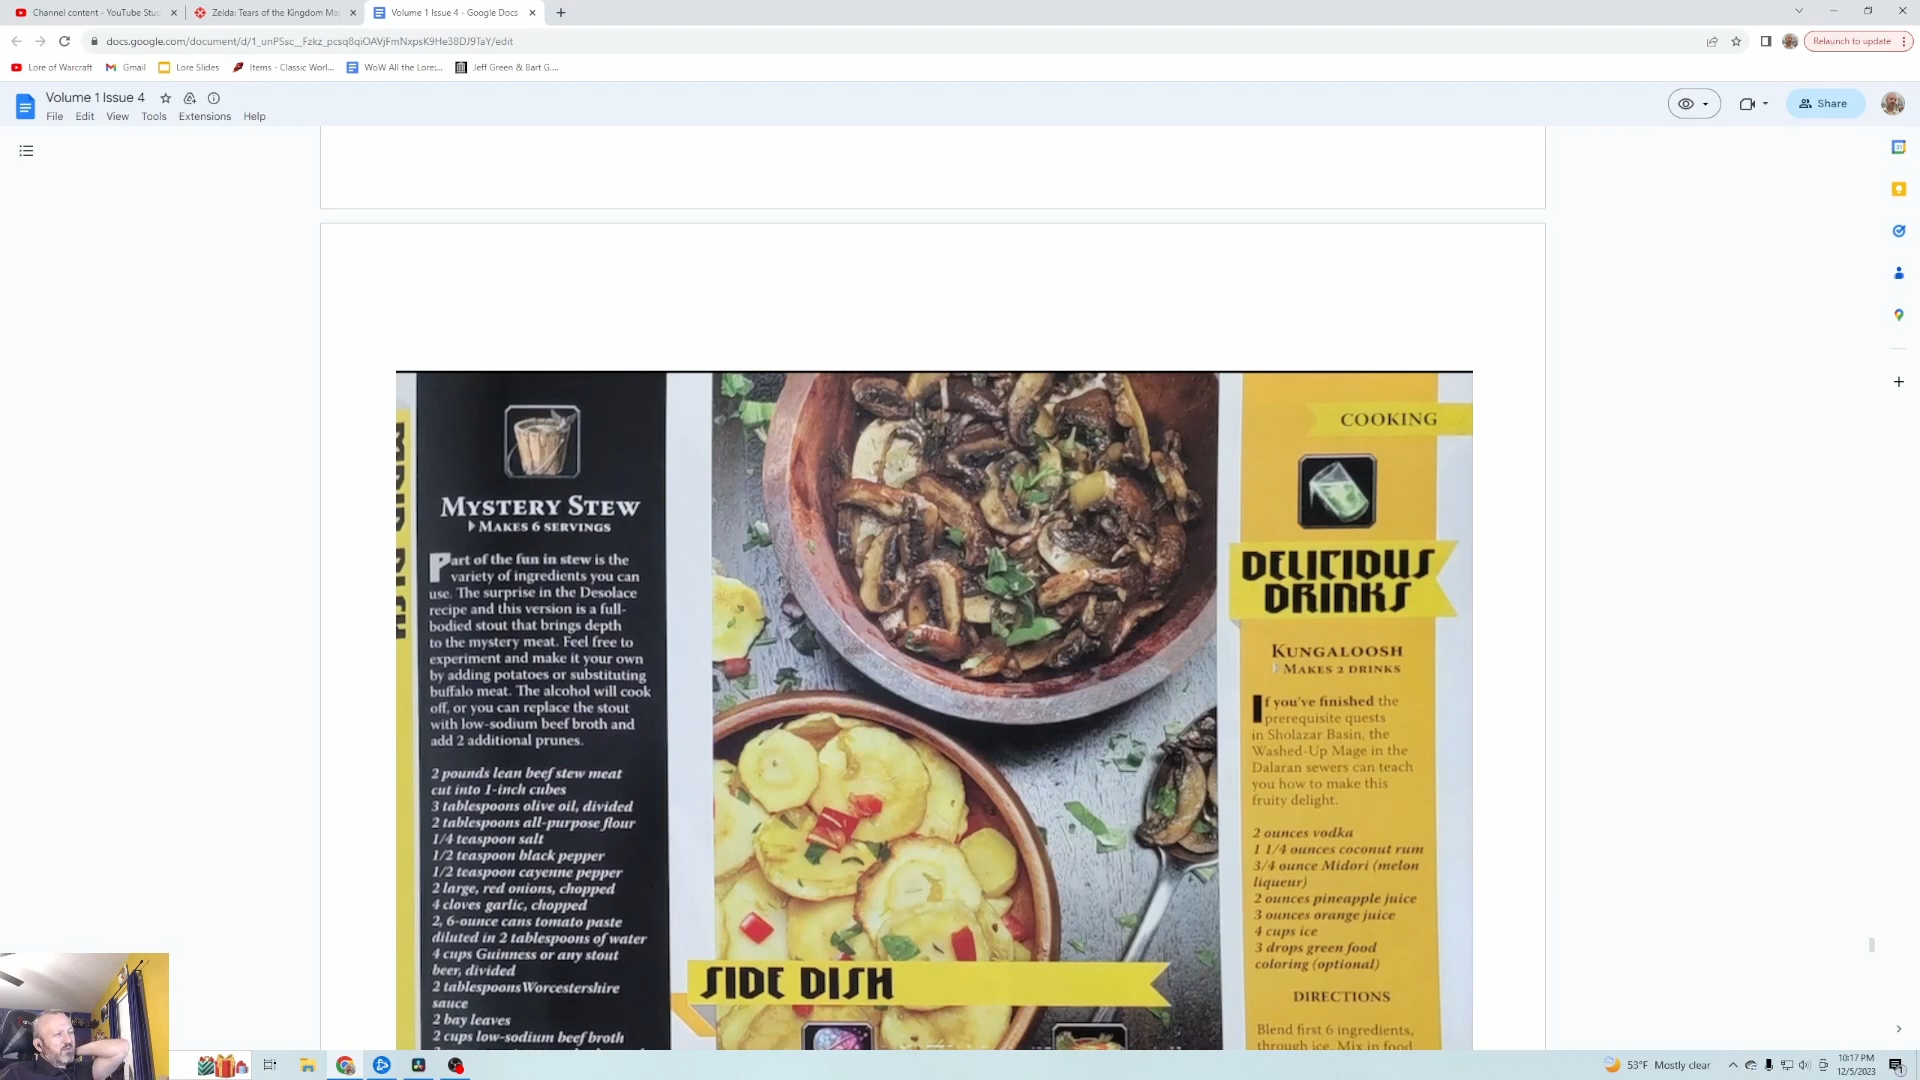 Channel content - YouTube Stu
Zelda: Tears of the Kingdom Ma
Volume 1 Issue 4 - Google Docs
docs.google.com/document/d/1_unPSsc__Fzkz_pcsq8qiOAVjFmNxpsK9He38DJ9TaY/edit
Relaunch to update
Lore of Warcraft
Gmail
Lore Slides
Items - Classic Worl...
WoW All the Lore:...
Jeff Green & Bart G....
Volume 1 Issue 4
File Edit View Tools Extensions Help
Share
MYSTERY STEW
MAKES 6 SERVINGS
Part of the fun in stew is the
variety of ingredients you can
use. The surprise in the Desolace
recipe and this version is a full-
bodied stout that brings depth
to the mystery meat. Feel free to
experiment and make it your own
by adding potatoes or substituting
buffalo meat. The alcohol will cook
off, or you can replace the stout
with low-sodium beef broth and
add 2 additional prunes.
2 pounds lean beef stew meat
cut into 1-inch cubes
3 tablespoons olive oil, divided
2 tablespoons all-purpose flour
1/4 teaspoon salt
1/2 teaspoon black pepper
1/2 teaspoon cayenne pepper
2 large, red onions, chopped
4 cloves garlic, chopped
2, 6-ounce cans tomato paste
diluted in 2 tablespoons of water
4 cups Guinness or any stout
beer, divided
2 tablespoons Worcestershire
sauce
2 bay leaves
2 cups low-sodium beef broth
SIDE DISH
COOKING
DELICIOUS
DRINKS
KUNGALOOSH
MAKES 2 DRINKS
If you've finished the
prerequisite quests
in Sholazar Basin, the
Washed-Up Mage in the
Dalaran sewers can teach
you how to make this
fruity delight.
2 ounces vodka
1 1/4 ounces coconut rum
3/4 ounce Midori (melon
liqueur)
2 ounces pineapple juice
3 ounces orange juice
4 cups ice
3 drops green food
coloring (optional)
DIRECTIONS
Blend first 6 ingredients,
through ice. Mix in food
53°F Mostly clear
10:17 PM
12/5/2023